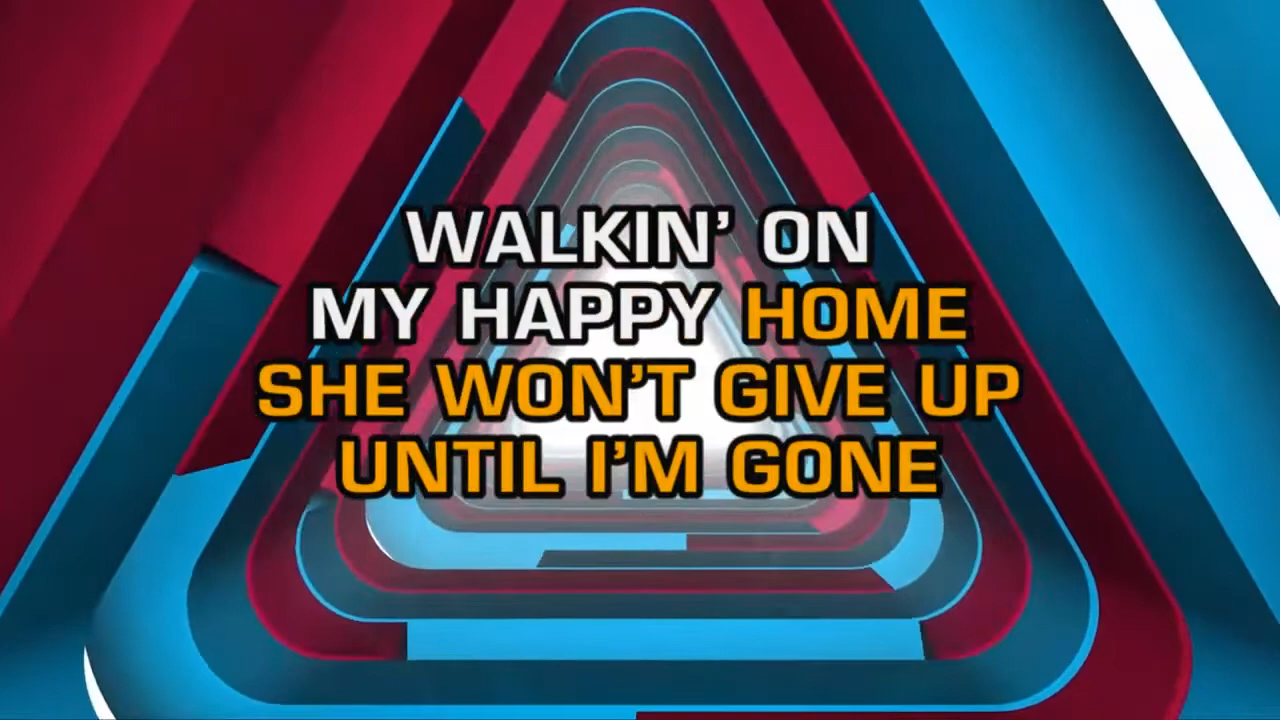 WALKIN’ ON
MY HAPPY HOME
SHE WON’T GIVE UP
UNTIL I’M GONE